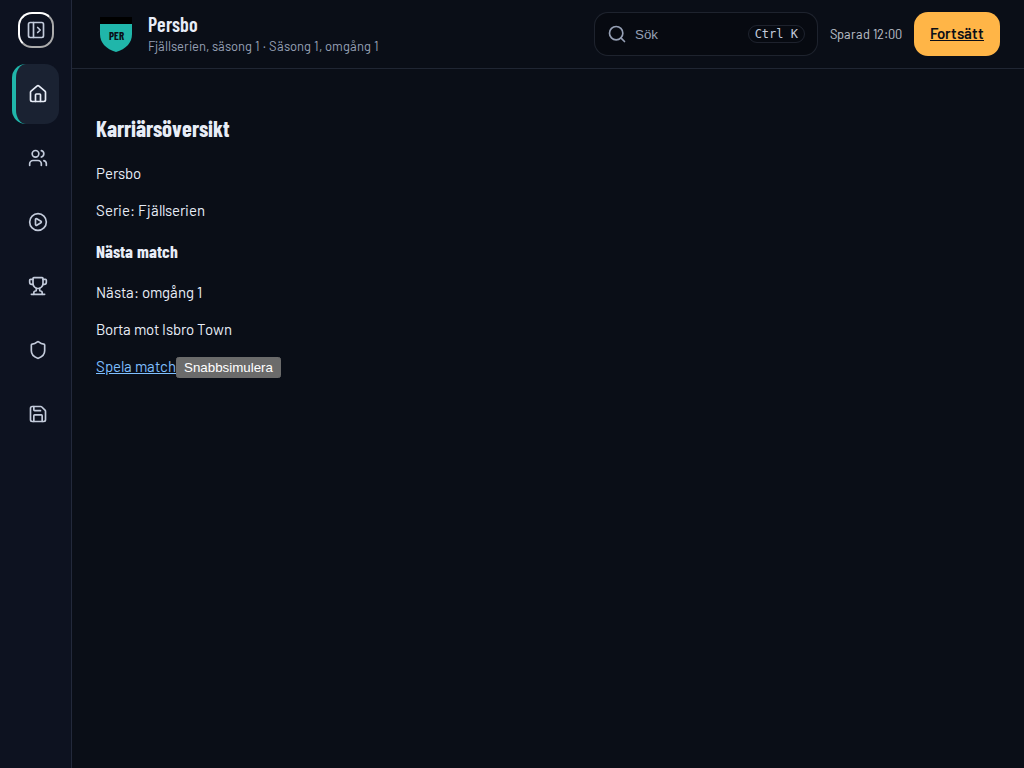 PER
Persbo
Fjällserien, säsong 1 · Säsong 1, omgång 1
Sök
Ctrl K
Sparad 12:00
Fortsätt
Karriärsöversikt
Persbo
Serie: Fjällserien
Nästa match
Nästa: omgång 1
Borta mot Isbro Town
Spela match Snabbsimulera